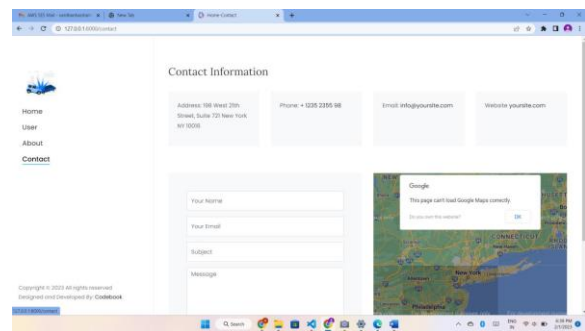 New Tab
Home-Contact
127.0.0.1:8000/contact
Contact Information
Home
User
About
Contact
Address: 198 West 21th
Street, Suite 721 New York
NY 10016
Phone: + 1235 2355 98
Email: info@yoursite.com
Website yoursite.com
Your Name
Your Email
Subject
Message
Google
This page can't load Google Maps correctly.
Do you own this website?
OK
CONNECTICUT
New York
Philadelphia
Copyright © 2023 All rights reserved
Designed and Developed By: Codebook
127.0.0.1:8000/contact
Search
ENG
IN